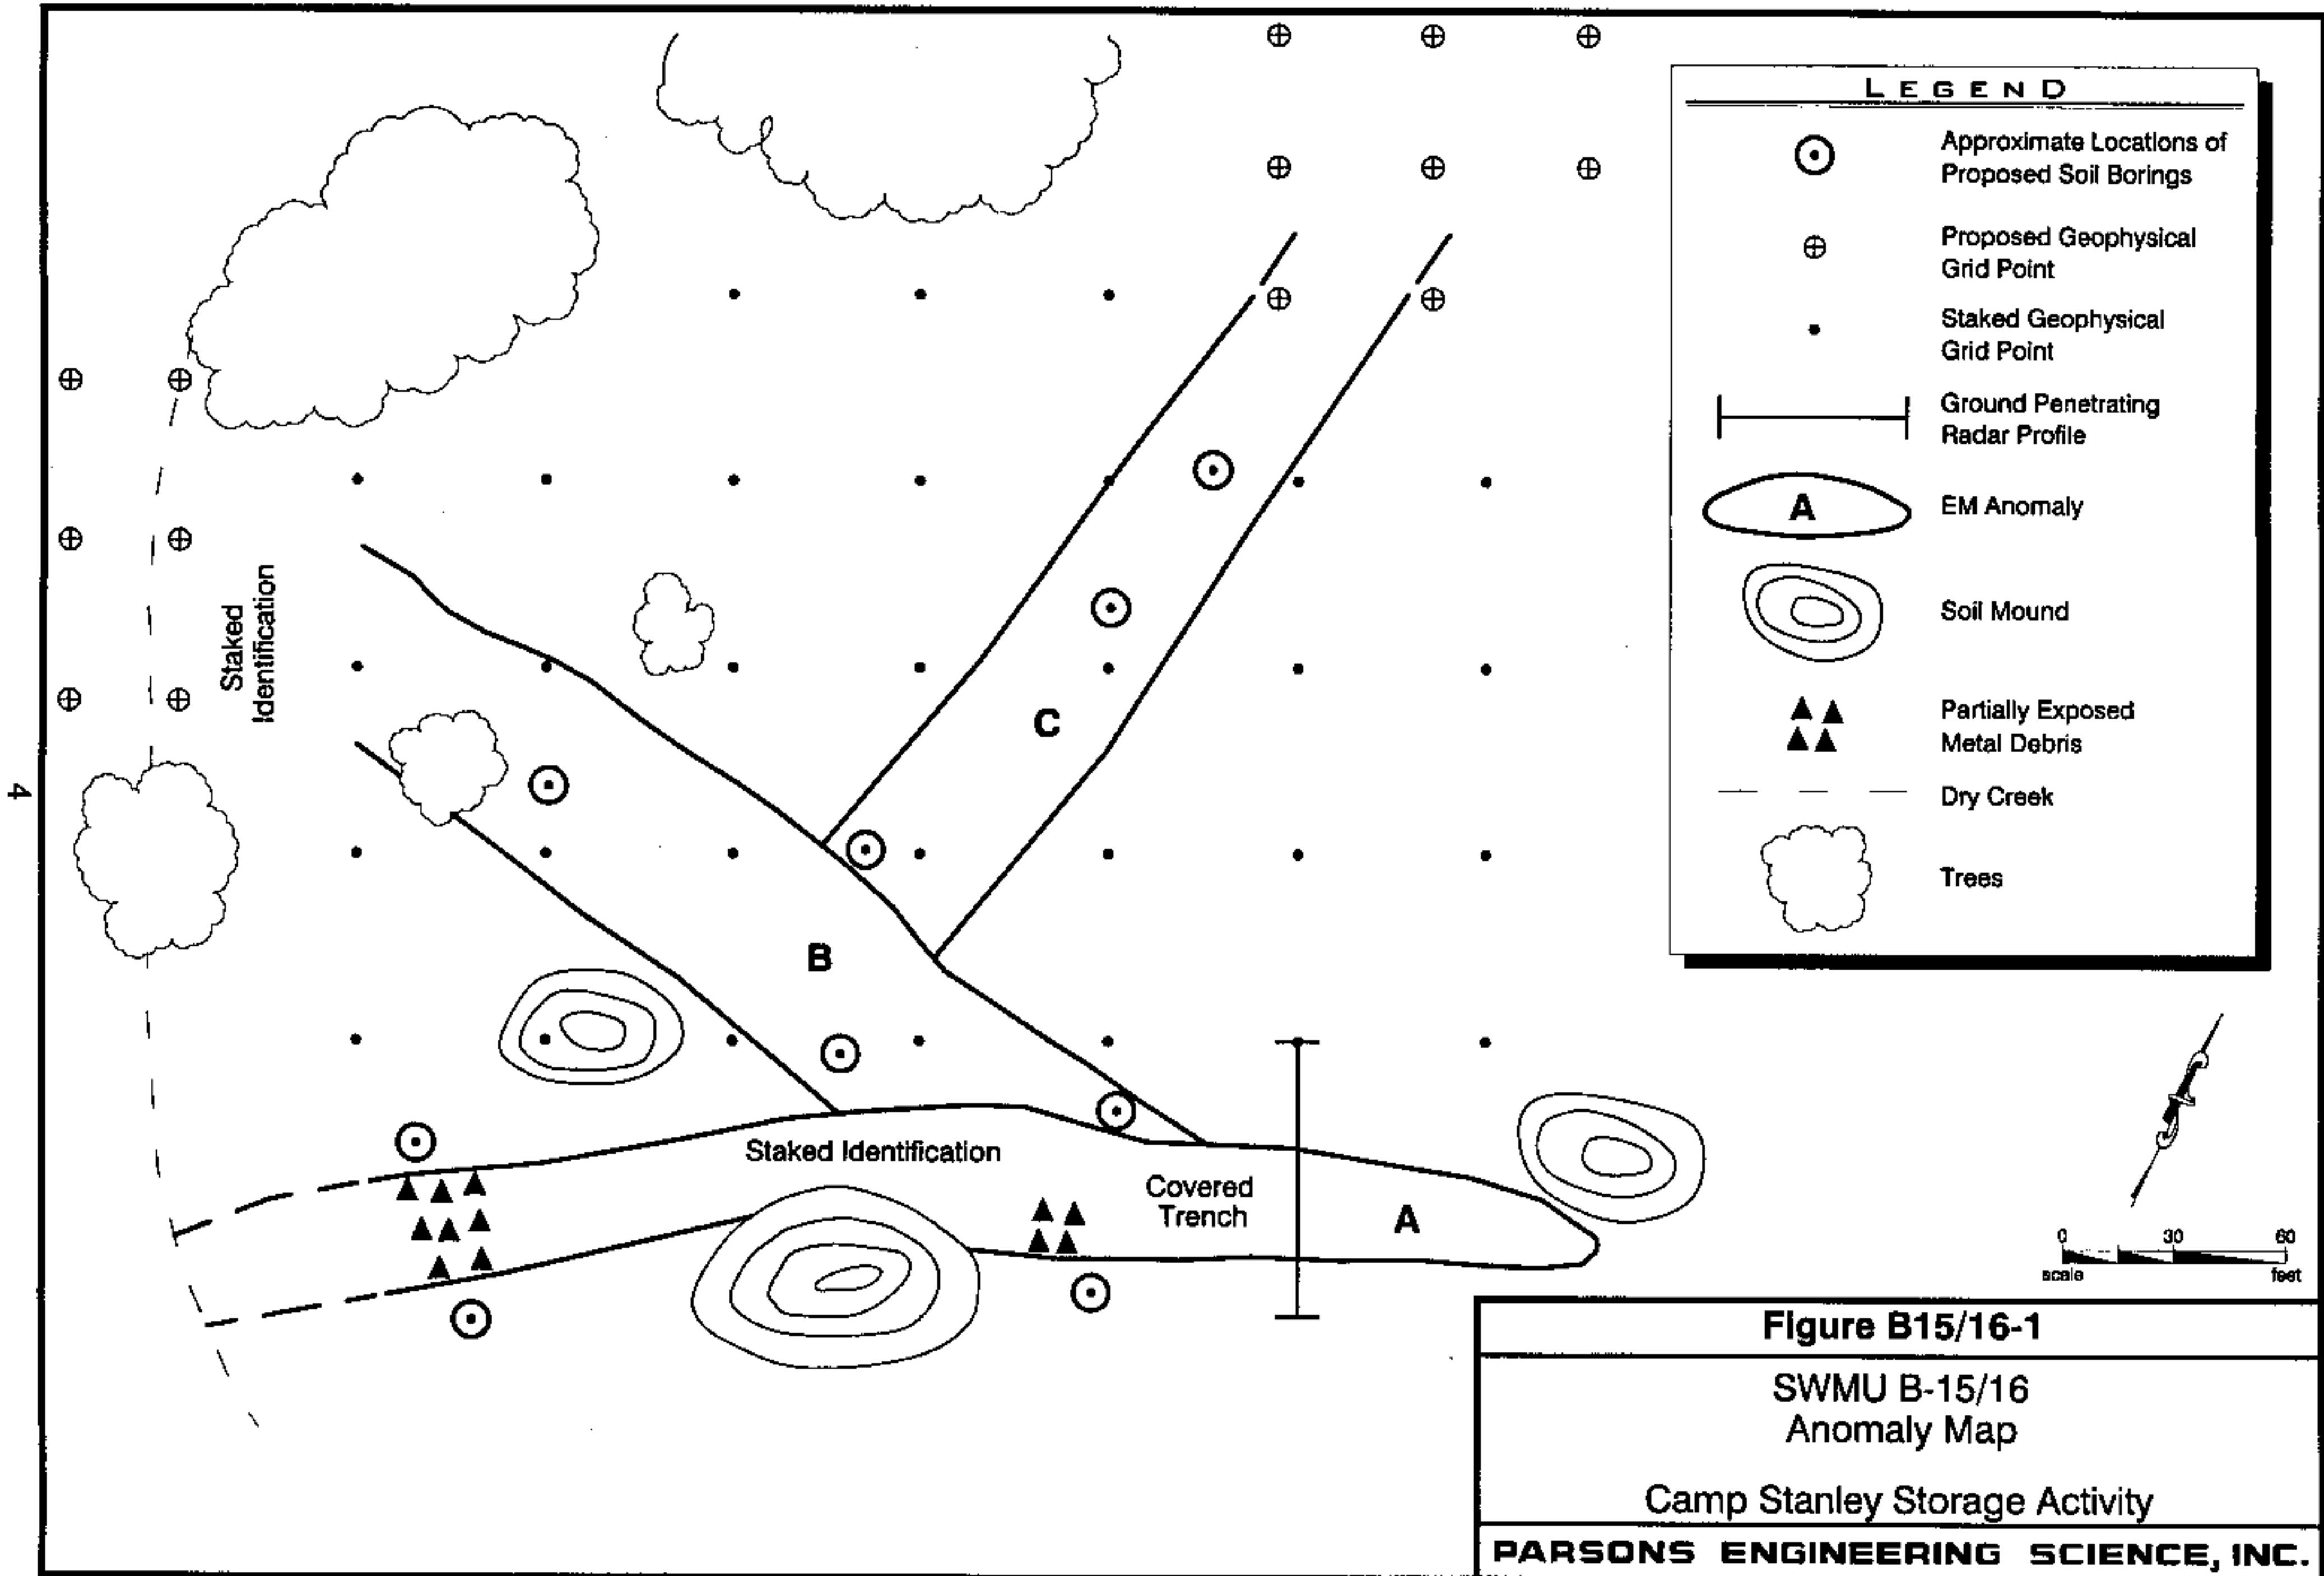 LEGEND
Approximate Locations of
Proposed Soil Borings
Proposed Geophysical
Grid Point
Staked Geophysical
Grid Point
Ground Penetrating
Radar Profile
A
EM Anomaly
Soil Mound
Partially Exposed
Metal Debris
Dry Creek
Trees
Staked
Identification
C
4
B
Staked Identification
Covered
Trench
A
0 30 60
scale feet
Figure B15/16-1
SWMU B-15/16
Anomaly Map
Camp Stanley Storage Activity
PARSONS ENGINEERING SCIENCE, INC.